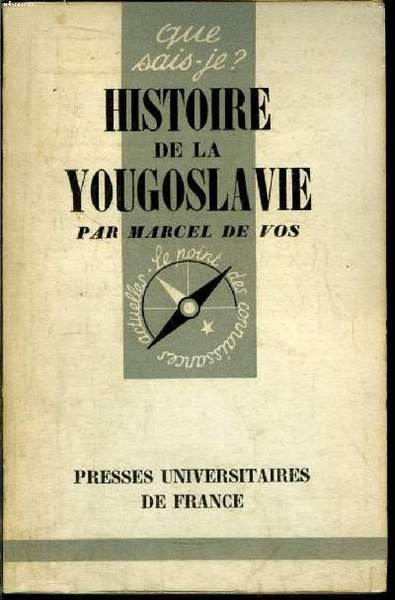 que
sais-je?
HISTOIRE
DE LA
YOUGOSLAVIE
PAR MARCEL DE VOS
Le point des connaissances actuelles.
PRESSES UNIVERSITAIRES
DE FRANCE